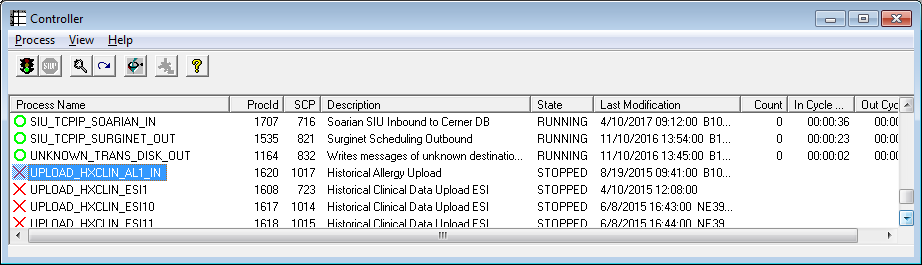 Controller
Process View Help
STOP ?
Process Name ProcId SCP Description State Last Modification Count In Cycle ... Out Cyc
SIU_TCPIP_SOARIAN_IN 1707 716 Soarian SIU Inbound to Cerner DB RUNNING 4/10/2017 09:12:00 B10... 0 00:00:36 00:0
SIU_TCPIP_SURGINET_OUT 1535 821 Surginet Scheduling Outbound RUNNING 11/10/2016 13:54:00 B1... 0 00:00:23 00:0
UNKNOWN_TRANS_DISK_OUT 1164 832 Writes messages of unknown destinatio... RUNNING 11/10/2016 13:45:00 B1... 0 00:00:02 00:0
UPLOAD_HXCLIN_AL1_IN 1620 1017 Historical Allergy Upload STOPPED 8/19/2015 09:41:00 B10...
UPLOAD_HXCLIN_ESI1 1608 723 Historical Clinical Data Upload ESI STOPPED 4/10/2015 12:08:00
UPLOAD_HXCLIN_ESI10 1617 1014 Historical Clinical Data Upload ESI STOPPED 6/8/2015 16:43:00 NE39...
UPLOAD_HXCLIN_ESI11 1618 1015 Historical Clinical Data Upload ESI STOPPED 6/8/2015 16:44:00 NE39...